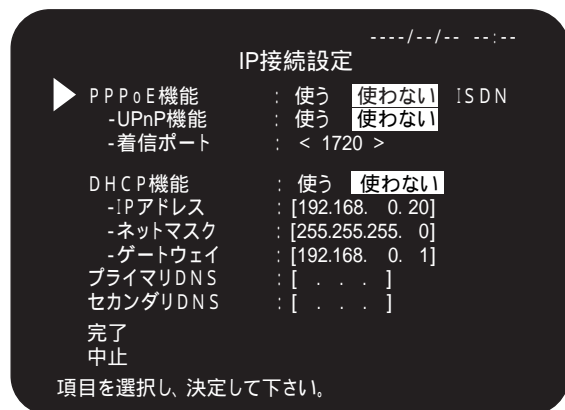 ----/--/-- --:--
IP接続設定
PPPoE機能 : 使う 使わない ISDN
-UPnP機能 : 使う 使わない
-着信ポート : < 1720 >
DHCP機能 : 使う 使わない
-IPアドレス : [192.168. 0. 20]
-ネットマスク : [255.255.255. 0]
-ゲートウェイ : [192.168. 0. 1]
プライマリDNS : [ . . . ]
セカンダリDNS : [ . . . ]
完了
中止
項目を選択し、決定して下さい。